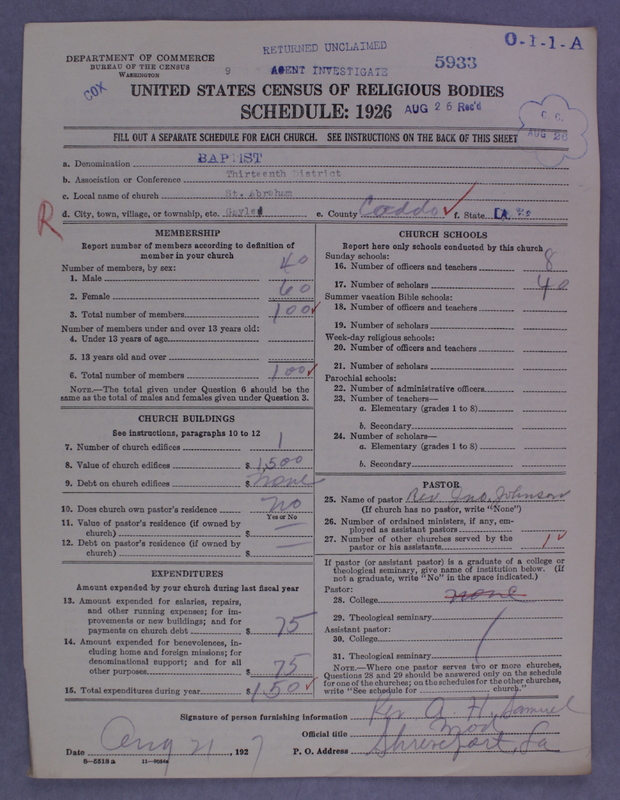 RETURNED UNCLAIMED
O-1-1-A
DEPARTMENT OF COMMERCE
BUREAU OF THE CENSUS
WASHINGTON
9
AGENT INVESTIGATE
5933
COX
UNITED STATES CENSUS OF RELIGIOUS BODIES
SCHEDULE: 1926 AUG 26 Rec'd
C. C.
AUG 26
FILL OUT A SEPARATE SCHEDULE FOR EACH CHURCH. SEE INSTRUCTIONS ON THE BACK OF THIS SHEET
a. Denomination BAPTIST
b. Association or Conference Thirteenth District
c. Local name of church Mt. Abraham
d. City, town, village, or township, etc. Gayle e. County Caddo f. State LA
R
MEMBERSHIP
Report number of members according to definition of member in your church
Number of members, by sex:
1. Male 40
2. Female 60
3. Total number of members 100
Number of members under and over 13 years old:
4. Under 13 years of age
5. 13 years old and over
6. Total number of members 100
NOTE.—The total given under Question 6 should be the
same as the total of males and females given under Question 3.
CHURCH BUILDINGS
See instructions, paragraphs 10 to 12
7. Number of church edifices 1
8. Value of church edifices $ 1,500
9. Debt on church edifices $ none
10. Does church own pastor's residence no
Yes or No
11. Value of pastor's residence (if owned by
church) $ —
12. Debt on pastor's residence (if owned by
church) $ —
EXPENDITURES
Amount expended by your church during last fiscal year
13. Amount expended for salaries, repairs,
and other running expenses; for im-
provements or new buildings; and for
payments on church debt $ 75
14. Amount expended for benevolences, in-
cluding home and foreign missions; for
denominational support; and for all
other purposes $ 75
15. Total expenditures during year $ 150
CHURCH SCHOOLS
Report here only schools conducted by this church
Sunday schools:
16. Number of officers and teachers 8
17. Number of scholars 40
Summer vacation Bible schools:
18. Number of officers and teachers
19. Number of scholars
Week-day religious schools:
20. Number of officers and teachers
21. Number of scholars
Parochial schools:
22. Number of administrative officers
23. Number of teachers—
a. Elementary (grades 1 to 8)
b. Secondary
24. Number of scholars—
a. Elementary (grades 1 to 8)
b. Secondary
PASTOR
25. Name of pastor Rev. Jno. Johnson
(If church has no pastor, write "None")
26. Number of ordained ministers, if any, em-
ployed as assistant pastors
27. Number of other churches served by the
pastor or his assistants 1
If pastor (or assistant pastor) is a graduate of a college or
theological seminary, give name of institution below. (If
not a graduate, write "No" in the space indicated.)
Pastor:
28. College none
29. Theological seminary
Assistant pastor:
30. College
31. Theological seminary
NOTE.—Where one pastor serves two or more churches,
Questions 28 and 29 should be answered only on the schedule
for one of the churches; on the schedules for the other churches,
write "See schedule for church."
Signature of person furnishing information Rev A. H. Samuel
Official title Mod
Date Aug 21, 1927 P. O. Address Shreveport, La
8—5518a 11—9584